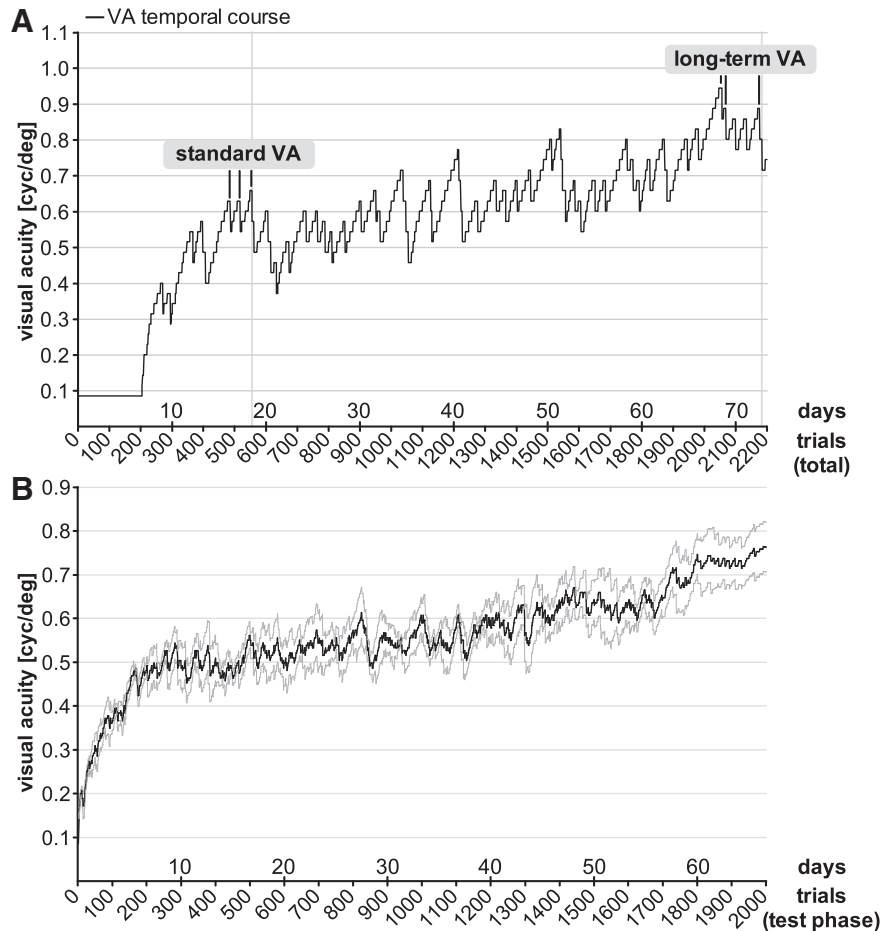 A
VA temporal course
visual acuity [cyc/deg]
1.1
1.0
0.9
0.8
0.7
0.6
0.5
0.4
0.3
0.2
0.1
standard VA
long-term VA
10 20 30 40 50 60 70 days
0 100 200 300 400 500 600 700 800 900 1000 1100 1200 1300 1400 1500 1600 1700 1800 1900 2000 2100 2200 trials
(total)
B
visual acuity [cyc/deg]
0.9
0.8
0.7
0.6
0.5
0.4
0.3
0.2
0.1
10 20 30 40 50 60 days
0 100 200 300 400 500 600 700 800 900 1000 1100 1200 1300 1400 1500 1600 1700 1800 1900 2000 trials
(test phase)